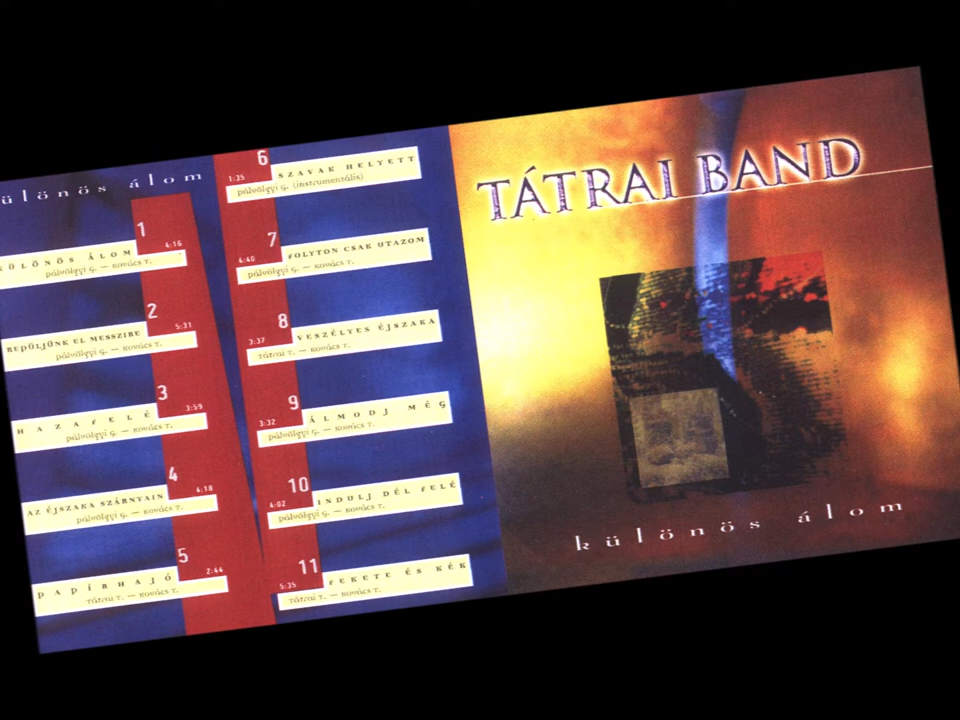 ülönös álom
1
4:16
KÜLÖNÖS ÁLOM
pálvölgyi g. — kovács t.
2
5:31
REPÜLJÜNK EL MESSZIRE
pálvölgyi g. — kovács t.
3
3:59
HAZAFELÉ
pálvölgyi g. — kovács t.
4
4:18
AZ ÉJSZAKA SZÁRNYAIN
pálvölgyi g. — kovács t.
5
2:44
PAPÍRHAJÓ
tátrai t. — kovács t.
6
1:35
SZAVAK HELYETT
pálvölgyi g. (instrumentális)
7
4:40
FOLYTON CSAK UTAZOM
pálvölgyi g. — kovács t.
8
3:37
VESZÉLYES ÉJSZAKA
tátrai t. — kovács t.
9
3:32
ÁLMODJ MÉG
pálvölgyi g. — kovács t.
10
4:02
INDULJ DÉL FELÉ
pálvölgyi g. — kovács t.
11
5:35
FEKETE ÉS KÉK
tátrai t. — kovács t.
TÁTRAI BAND
különös álom